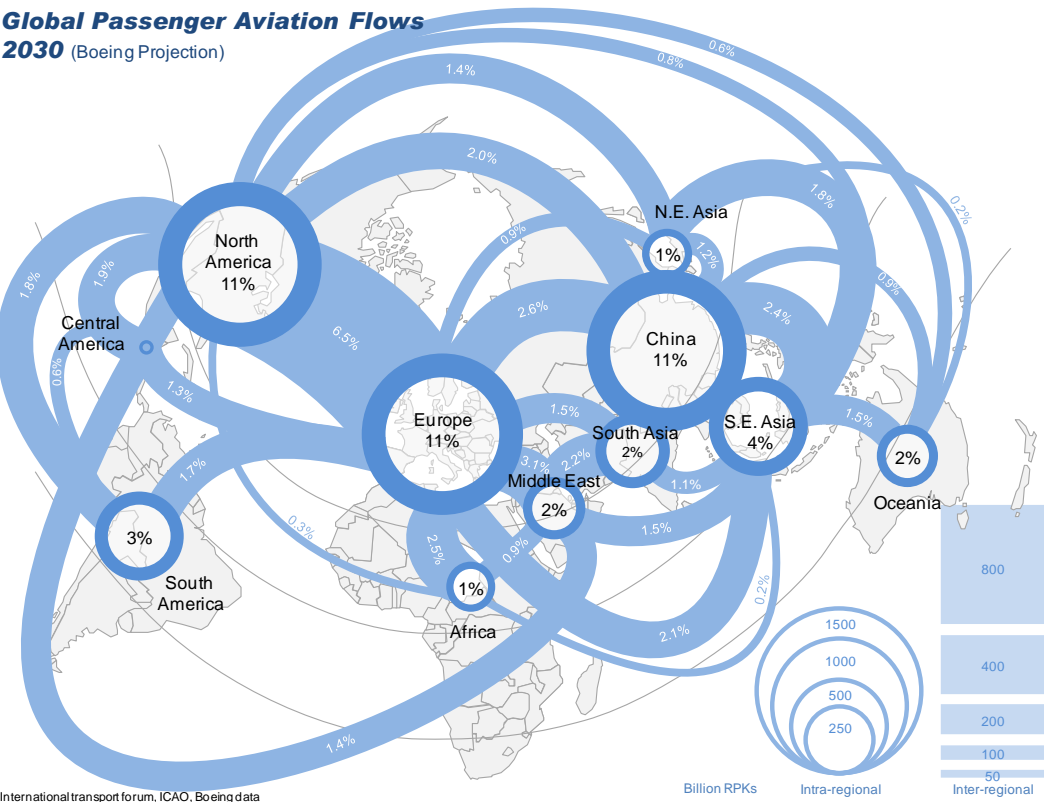 Global Passenger Aviation Flows
2030 (Boeing Projection)
0.6%
0.8%
1.4%
2.0%
1.8%
0.2%
N.E. Asia
1%
1.2%
0.9%
0.9%
North
America
11%
1.8%
1.9%
2.6%
2.4%
Central
America
6.5%
China
11%
0.6%
1.3%
1.5%
Europe
11%
S.E. Asia
4%
1.5%
South Asia
2%
3.1%
2.2%
1.7%
Middle East
2%
1.1%
2%
Oceania
0.3%
1.5%
3%
2.5%
0.9%
South
America
1%
Africa
0.2%
2.1%
1.4%
1500
1000
500
250
800
400
200
100
50
Billion RPKs
Intra-regional
Inter-regional
International transport forum, ICAO, Boeing data